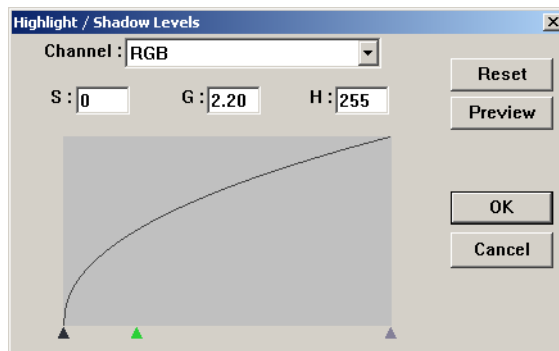 Highlight / Shadow Levels
Channel : RGB
S : 0 G : 2.20 H : 255
Reset
Preview
OK
Cancel